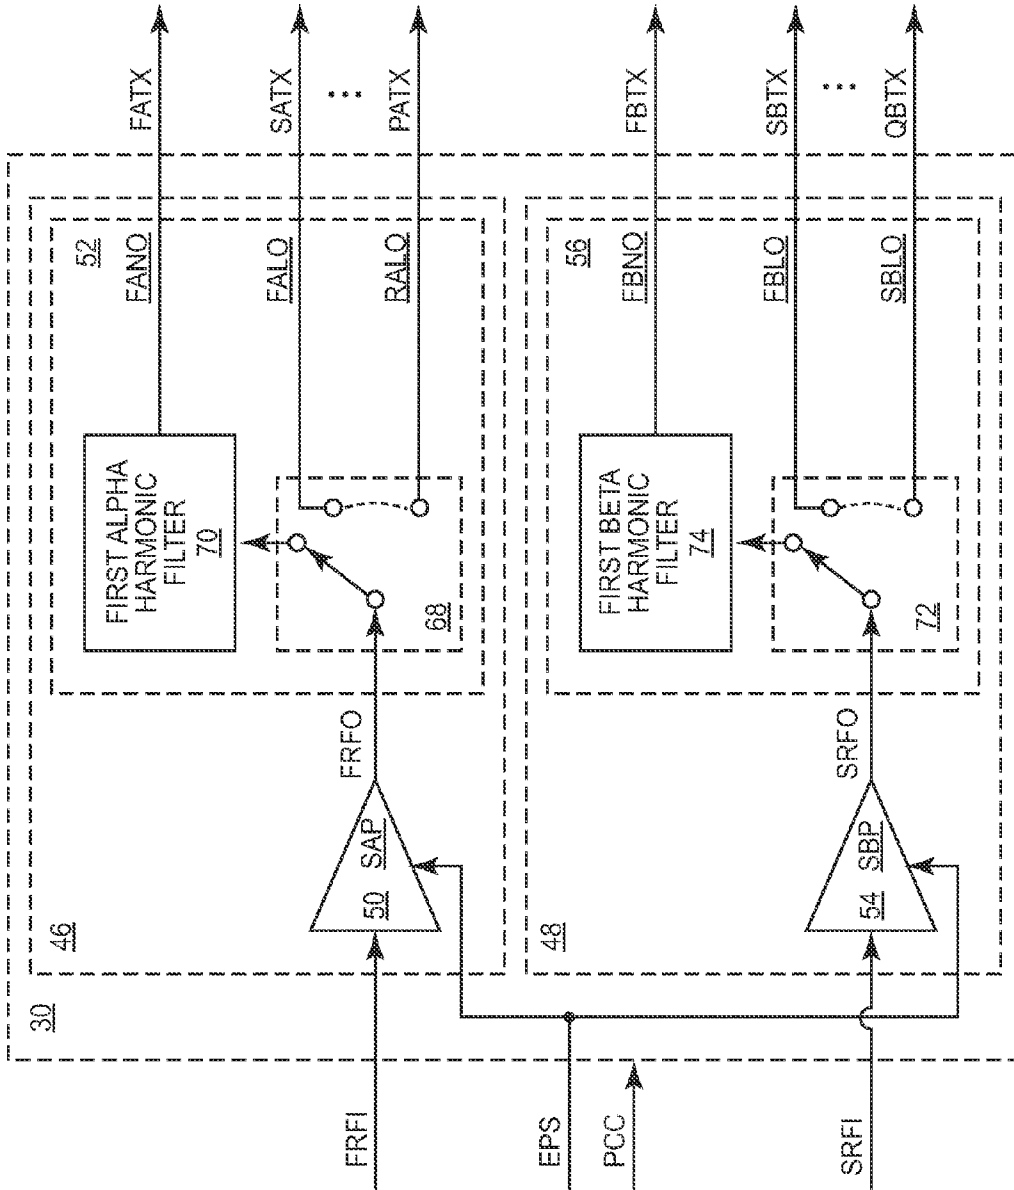 FATX
SATX
...
PATX
FBTX
SBTX
...
QBTX
52
FANO
FALO
RALO
56
FBNO
FBLO
SBLO
FIRST ALPHA
HARMONIC
FILTER
70
68
FIRST BETA
HARMONIC
FILTER
74
72
FRFO
SRFO
46
50 SAP
48
54 SBP
30
FRFI
EPS
PCC
SRFI